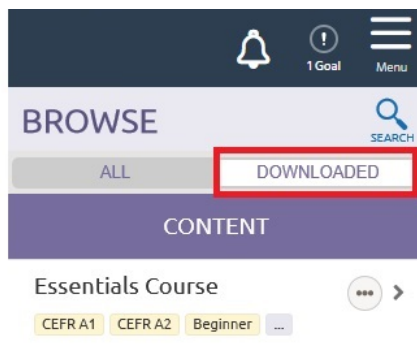 1 Goal Menu
BROWSE
SEARCH
ALL DOWNLOADED
CONTENT
Essentials Course
CEFR A1 CEFR A2 Beginner ...